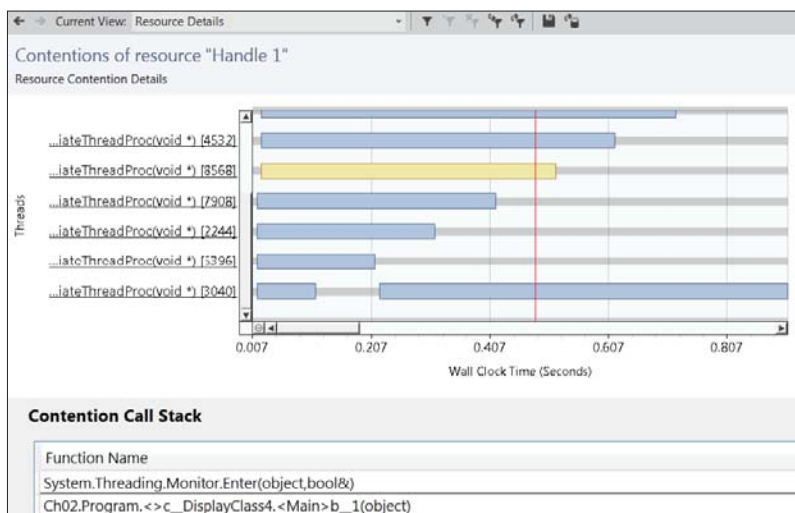 Current View: Resource Details
Contentions of resource "Handle 1"
Resource Contention Details
Threads
...iateThreadProc(void *) [4532]
...iateThreadProc(void *) [8568]
...iateThreadProc(void *) [7908]
...iateThreadProc(void *) [2244]
...iateThreadProc(void *) [5396]
...iateThreadProc(void *) [3040]
0.007 0.207 0.407 0.607 0.807
Wall Clock Time (Seconds)
Contention Call Stack
Function Name
System.Threading.Monitor.Enter(object,bool&)
Ch02.Program.<>c__DisplayClass4.<Main>b__1(object)